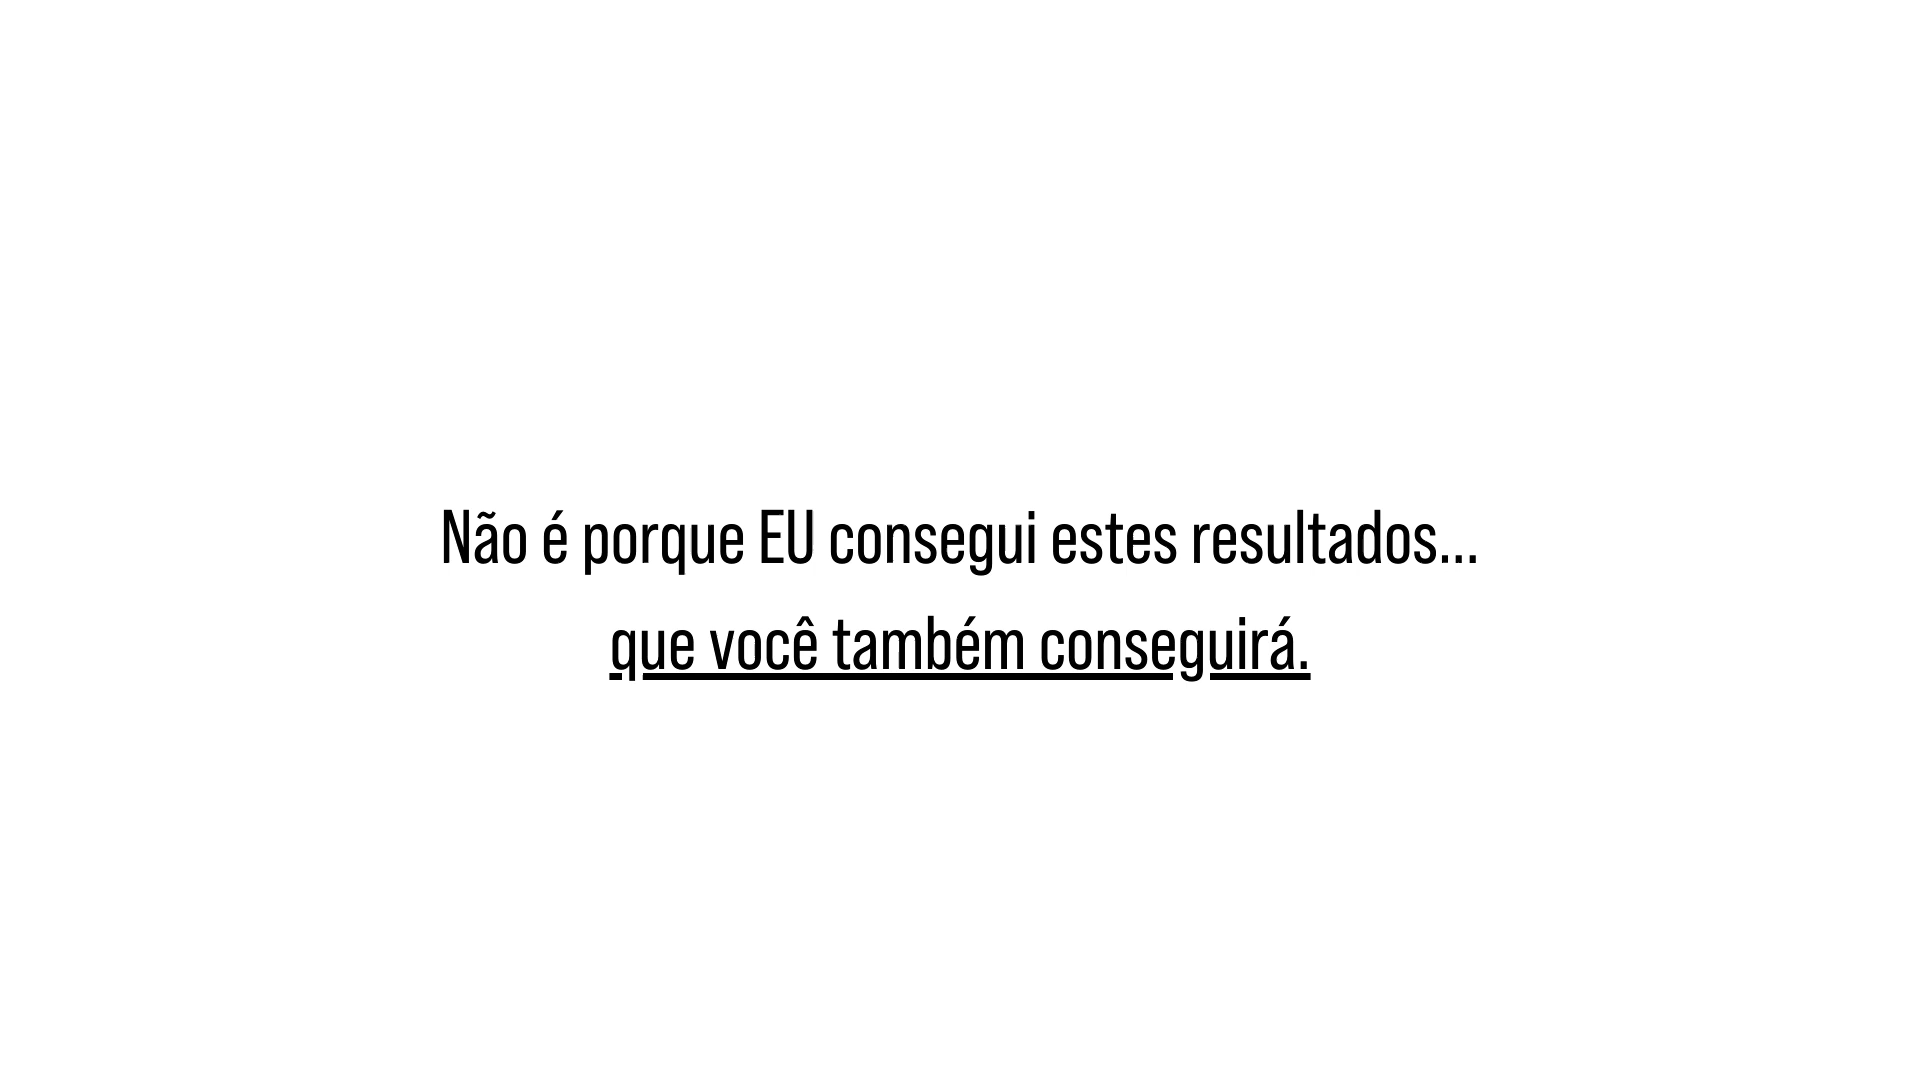 Não é porque EU consegui estes resultados...
que você também conseguirá.